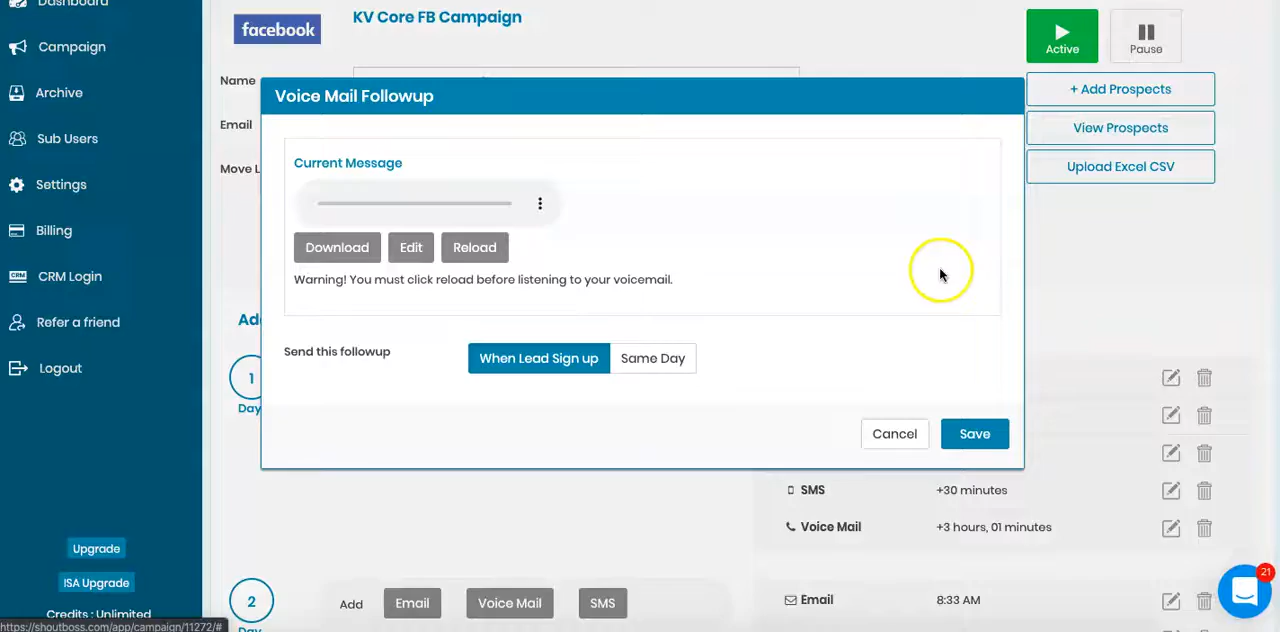 Dashboard
Campaign
Archive
Sub Users
Settings
Billing
CRM CRM Login
Refer a friend
Logout
Upgrade
ISA Upgrade
Credits : Unlimited
https://shoutboss.com/app/campaign/11272/#
facebook
KV Core FB Campaign
Active
Pause
Name
Email
Move L
+ Add Prospects
View Prospects
Upload Excel CSV
Voice Mail Followup
Current Message
Download Edit Reload
Warning! You must click reload before listening to your voicemail.
Send this followup When Lead Sign up Same Day
Cancel Save
Ad
1
Day
SMS +30 minutes
Voice Mail +3 hours, 01 minutes
2
Day
Add Email Voice Mail SMS
Email 8:33 AM
21